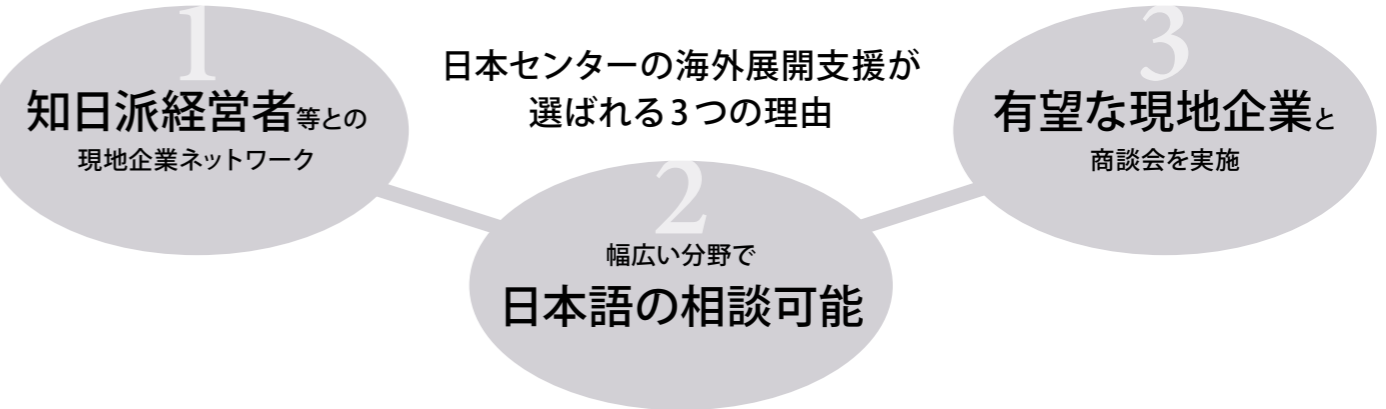 日本センターの海外展開支援が
選ばれる3つの理由
1
知日派経営者等との
現地企業ネットワーク
2
幅広い分野で
日本語の相談可能
3
有望な現地企業と
商談会を実施